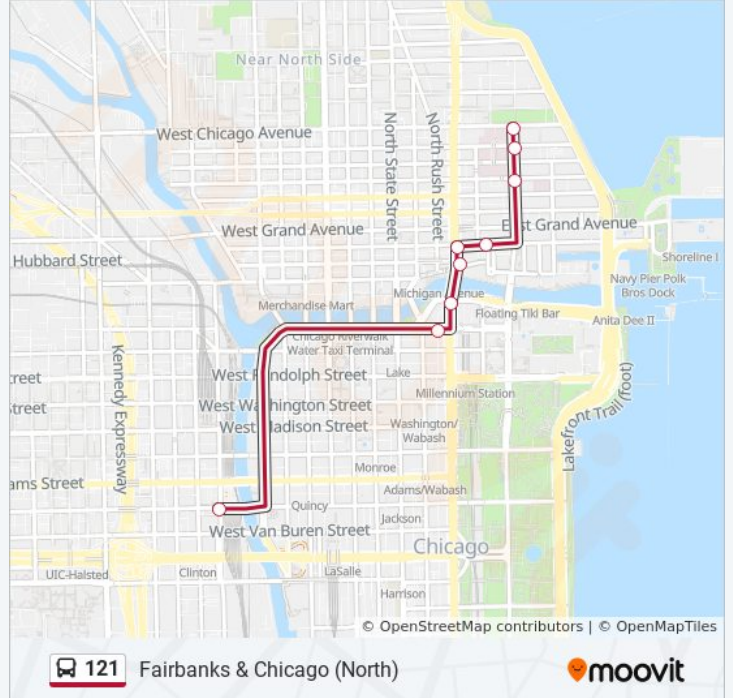 Near North Side
West Chicago Avenue
North State Street
North Rush Street
West Grand Avenue
East Grand Avenue
Hubbard Street
Shoreline I
Navy Pier Polk
Bros Dock
Merchandise Mart
Michigan Avenue
Floating Tiki Bar
Anita Dee II
Chicago Riverwalk
Water Taxi Terminal
Kennedy Expressway
West Randolph Street
Lake
reet
Millennium Station
Lakefront Trail (foot)
West Washington Street
treet
West Madison Street
Washington/
Wabash
Monroe
ams Street
Adams/Wabash
Quincy
Jackson
West Van Buren Street
Chicago
UIC-Halsted
Clinton
LaSalle
Harrison
© OpenStreetMap contributors | © OpenMapTiles
121 Fairbanks & Chicago (North)
moovit